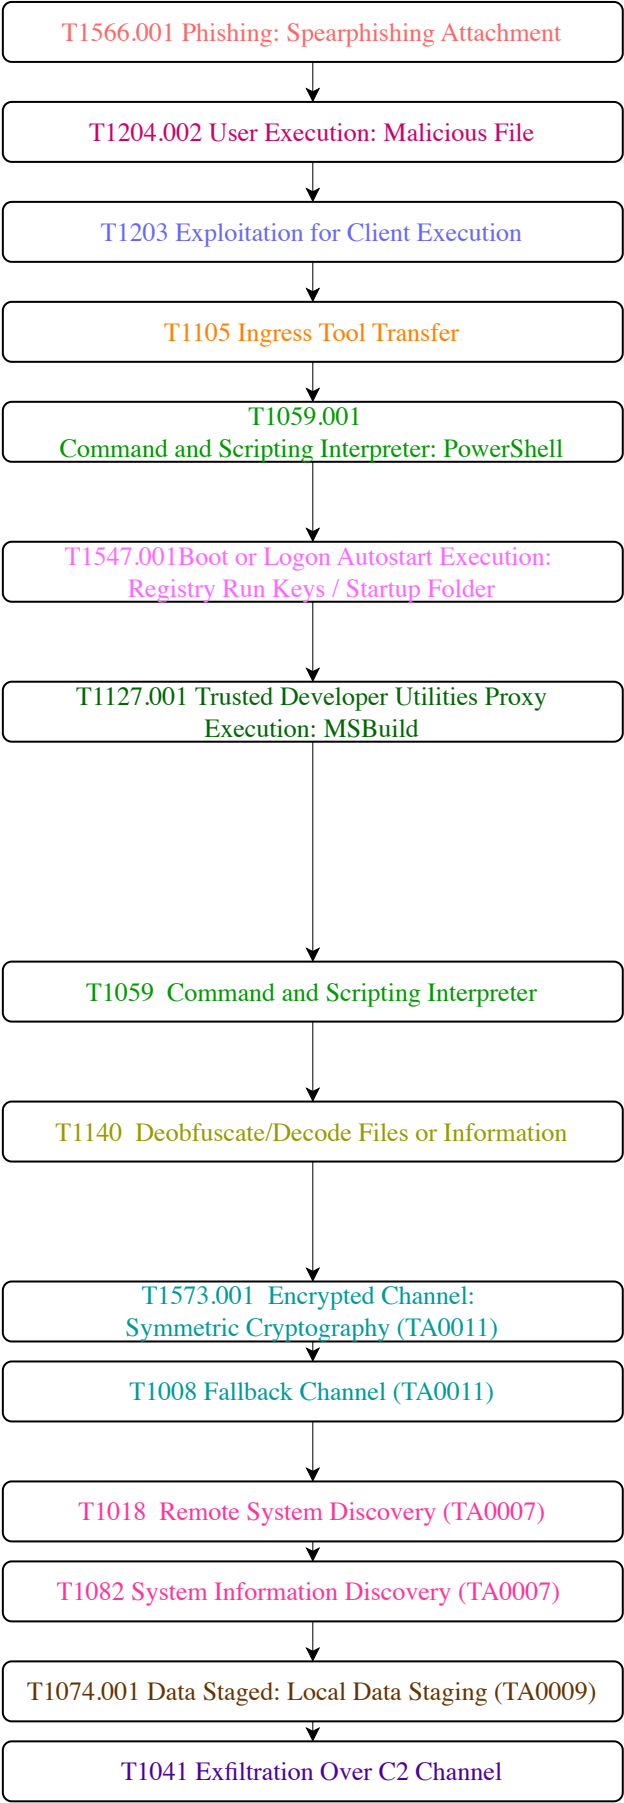 T1566.001 Phishing: Spearphishing Attachment
T1204.002 User Execution: Malicious File
T1203 Exploitation for Client Execution
T1105 Ingress Tool Transfer
T1059.001
Command and Scripting Interpreter: PowerShell
T1547.001Boot or Logon Autostart Execution:
Registry Run Keys / Startup Folder
T1127.001 Trusted Developer Utilities Proxy
Execution: MSBuild
T1059  Command and Scripting Interpreter
T1140  Deobfuscate/Decode Files or Information
T1573.001  Encrypted Channel:
Symmetric Cryptography (TA0011)
T1008 Fallback Channel (TA0011)
T1018  Remote System Discovery (TA0007)
T1082 System Information Discovery (TA0007)
T1074.001 Data Staged: Local Data Staging (TA0009)
T1041 Exfiltration Over C2 Channel